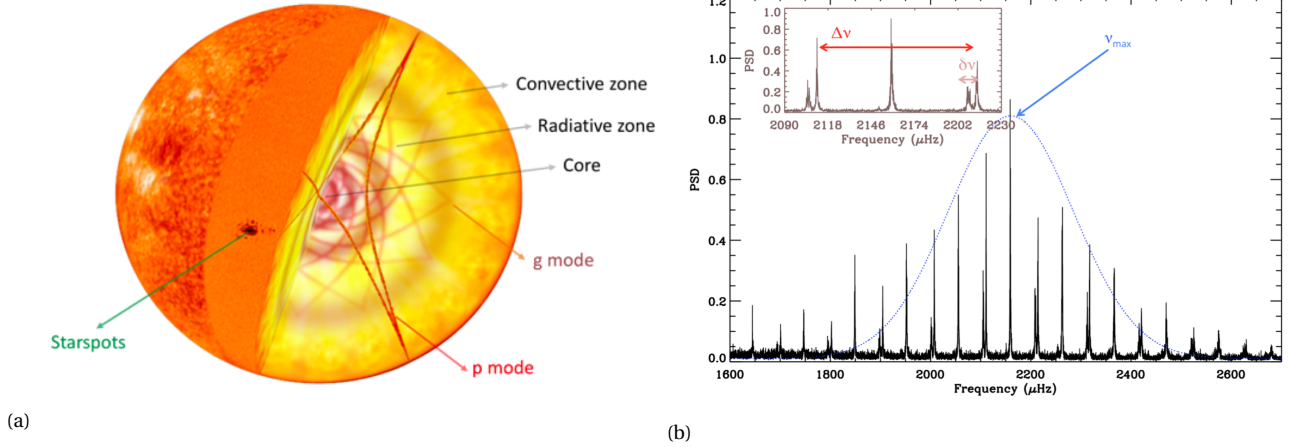 Convective zone
Radiative zone
Core
g mode
Starspots
p mode
(a)
1.2
1.0
0.8
0.6
0.4
0.2
0.0
PSD
1600
1800
2000
2200
2400
2600
Frequency (μHz)
ν_max
1.0
0.8
0.6
0.4
0.2
0.0
PSD
Δν
δν
2090
2118
2146
2174
2202
2230
Frequency (μHz)
(b)